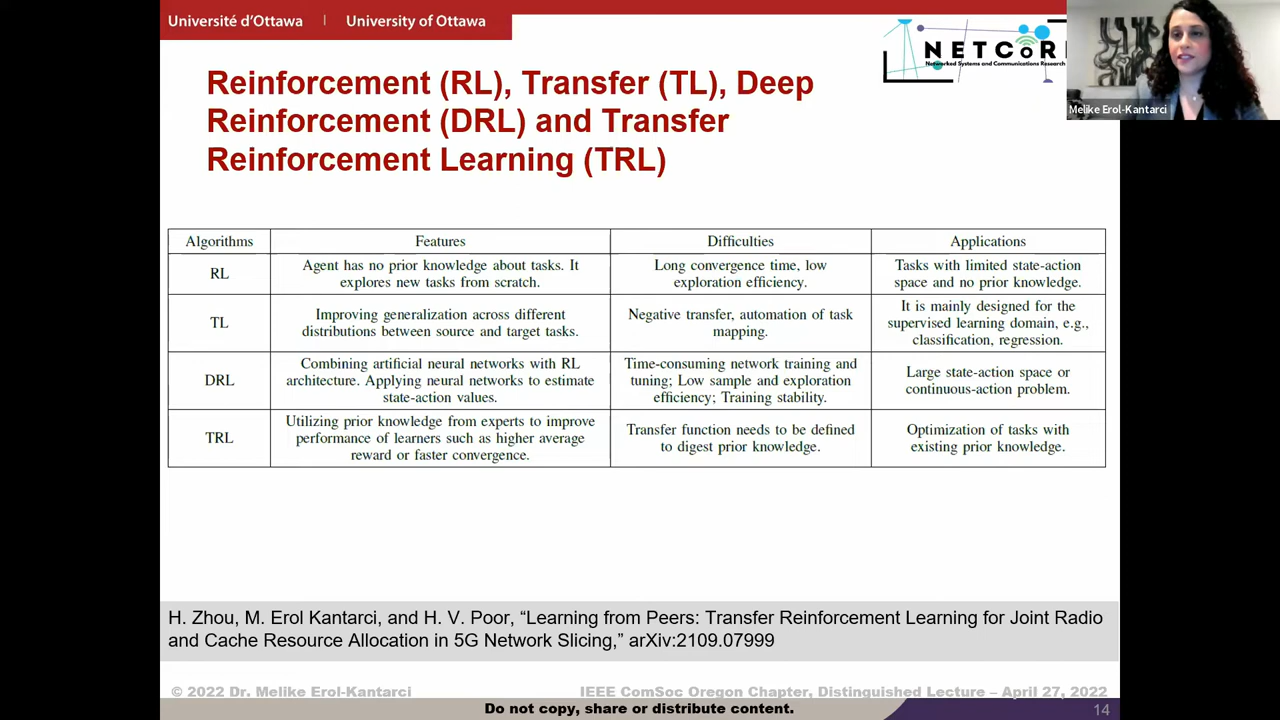 Université d'Ottawa | University of Ottawa
NETCORE
Networked Systems and Communications Research
Melike Erol-Kantarci
Reinforcement (RL), Transfer (TL), Deep
Reinforcement (DRL) and Transfer
Reinforcement Learning (TRL)
Algorithms Features Difficulties Applications
RL
Agent has no prior knowledge about tasks. It
explores new tasks from scratch.
Long convergence time, low
exploration efficiency.
Tasks with limited state-action
space and no prior knowledge.
TL
Improving generalization across different
distributions between source and target tasks.
Negative transfer, automation of task
mapping.
It is mainly designed for the
supervised learning domain, e.g.,
classification, regression.
DRL
Combining artificial neural networks with RL
architecture. Applying neural networks to estimate
state-action values.
Time-consuming network training and
tuning; Low sample and exploration
efficiency; Training stability.
Large state-action space or
continuous-action problem.
TRL
Utilizing prior knowledge from experts to improve
performance of learners such as higher average
reward or faster convergence.
Transfer function needs to be defined
to digest prior knowledge.
Optimization of tasks with
existing prior knowledge.
H. Zhou, M. Erol Kantarci, and H. V. Poor, “Learning from Peers: Transfer Reinforcement Learning for Joint Radio
and Cache Resource Allocation in 5G Network Slicing,” arXiv:2109.07999
© 2022 Dr. Melike Erol-Kantarci
IEEE ComSoc Oregon Chapter, Distinguished Lecture – April 27, 2022
Do not copy, share or distribute content.
14